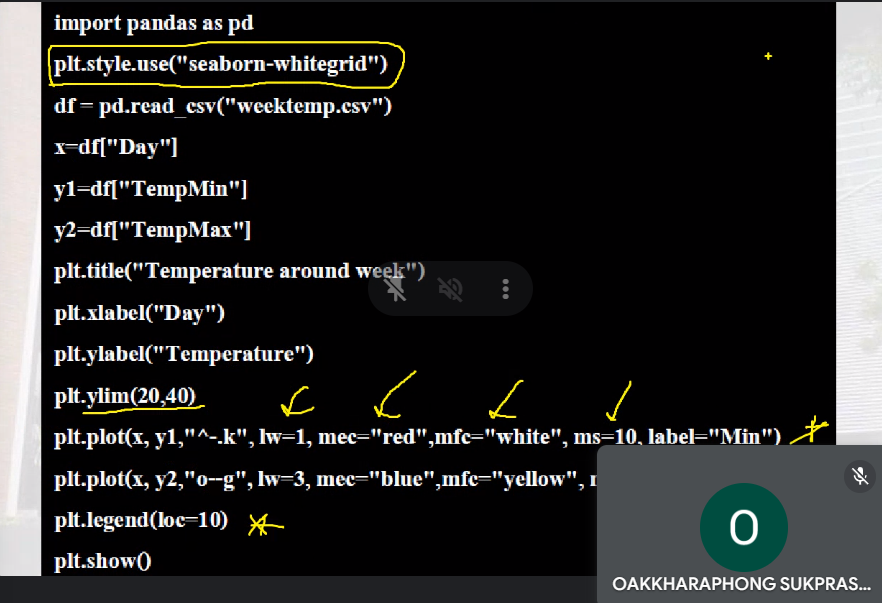 import pandas as pd
plt.style.use("seaborn-whitegrid")
df = pd.read_csv("weektemp.csv")
x=df["Day"]
y1=df["TempMin"]
y2=df["TempMax"]
plt.title("Temperature around week")
plt.xlabel("Day")
plt.ylabel("Temperature")
plt.ylim(20,40)
plt.plot(x, y1,"^-.k", lw=1, mec="red",mfc="white", ms=10, label="Min")
plt.plot(x, y2,"o--g", lw=3, mec="blue",mfc="yellow",
plt.legend(loc=10)
plt.show()
O
OAKKHARAPHONG SUKPRAS...